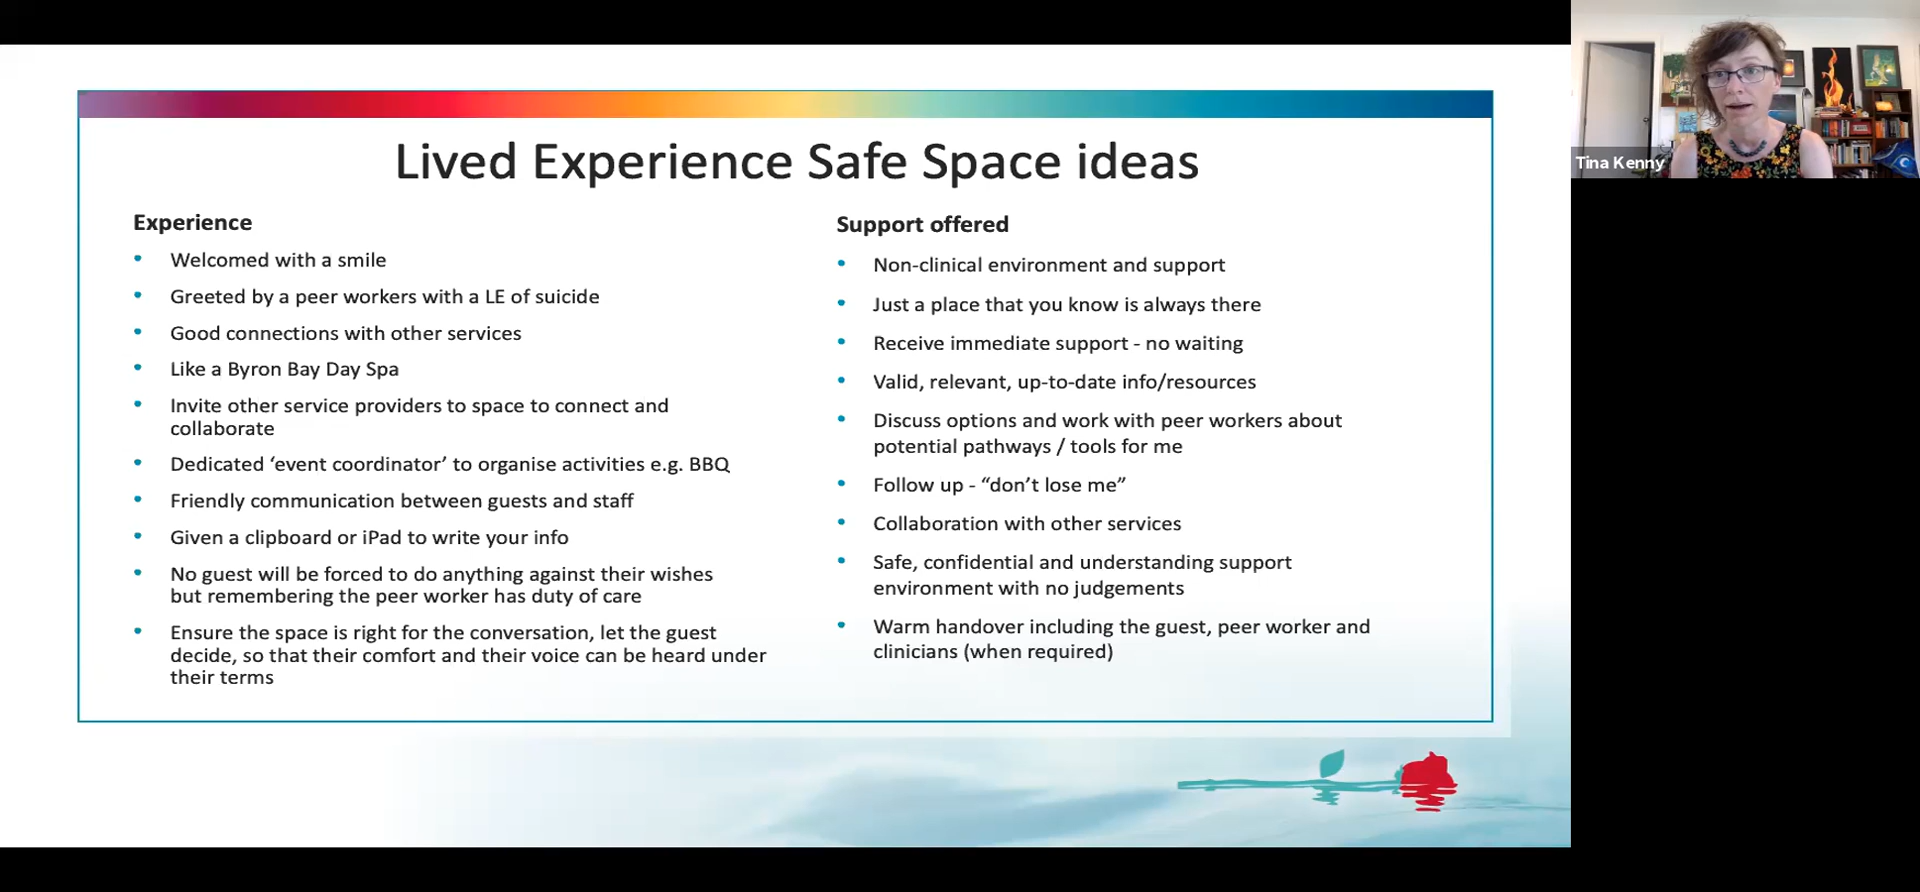 Lived Experience Safe Space ideas
Experience
• Welcomed with a smile
• Greeted by a peer workers with a LE of suicide
• Good connections with other services
• Like a Byron Bay Day Spa
• Invite other service providers to space to connect and
collaborate
• Dedicated ‘event coordinator’ to organise activities e.g. BBQ
• Friendly communication between guests and staff
• Given a clipboard or iPad to write your info
• No guest will be forced to do anything against their wishes
but remembering the peer worker has duty of care
• Ensure the space is right for the conversation, let the guest
decide, so that their comfort and their voice can be heard under
their terms
Support offered
• Non-clinical environment and support
• Just a place that you know is always there
• Receive immediate support - no waiting
• Valid, relevant, up-to-date info/resources
• Discuss options and work with peer workers about
potential pathways / tools for me
• Follow up - “don’t lose me”
• Collaboration with other services
• Safe, confidential and understanding support
environment with no judgements
• Warm handover including the guest, peer worker and
clinicians (when required)
Tina Kenny